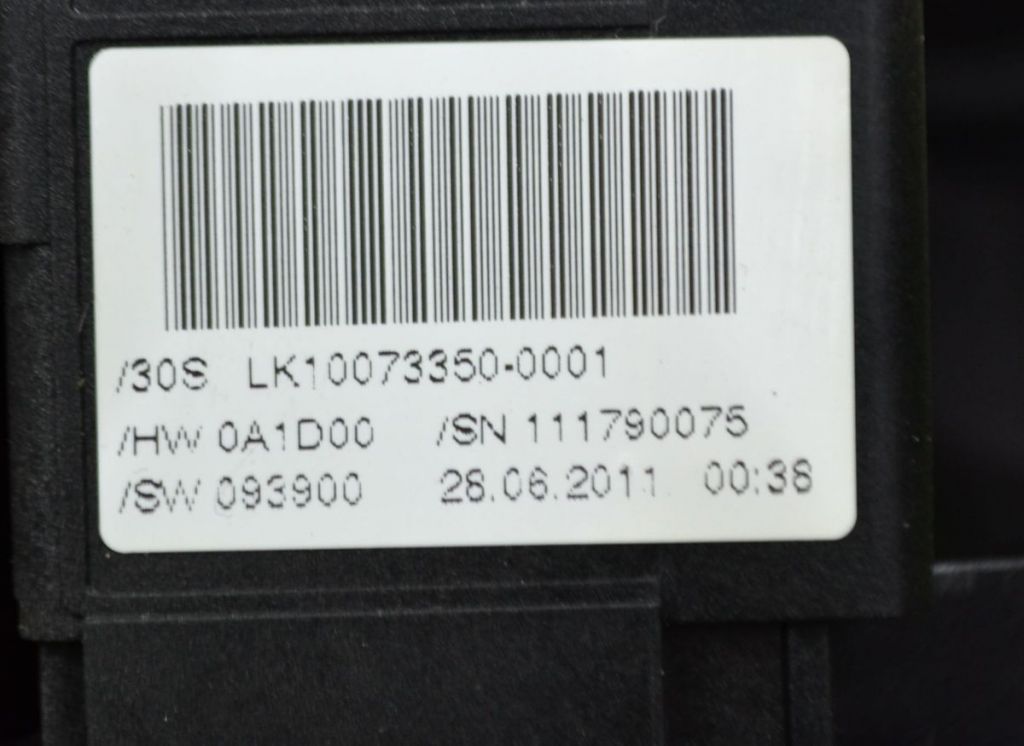 /30S LK10073350-0001
/HW 0A1D00 /SN 111790075
/SW 093900 28.06.2011 00:38